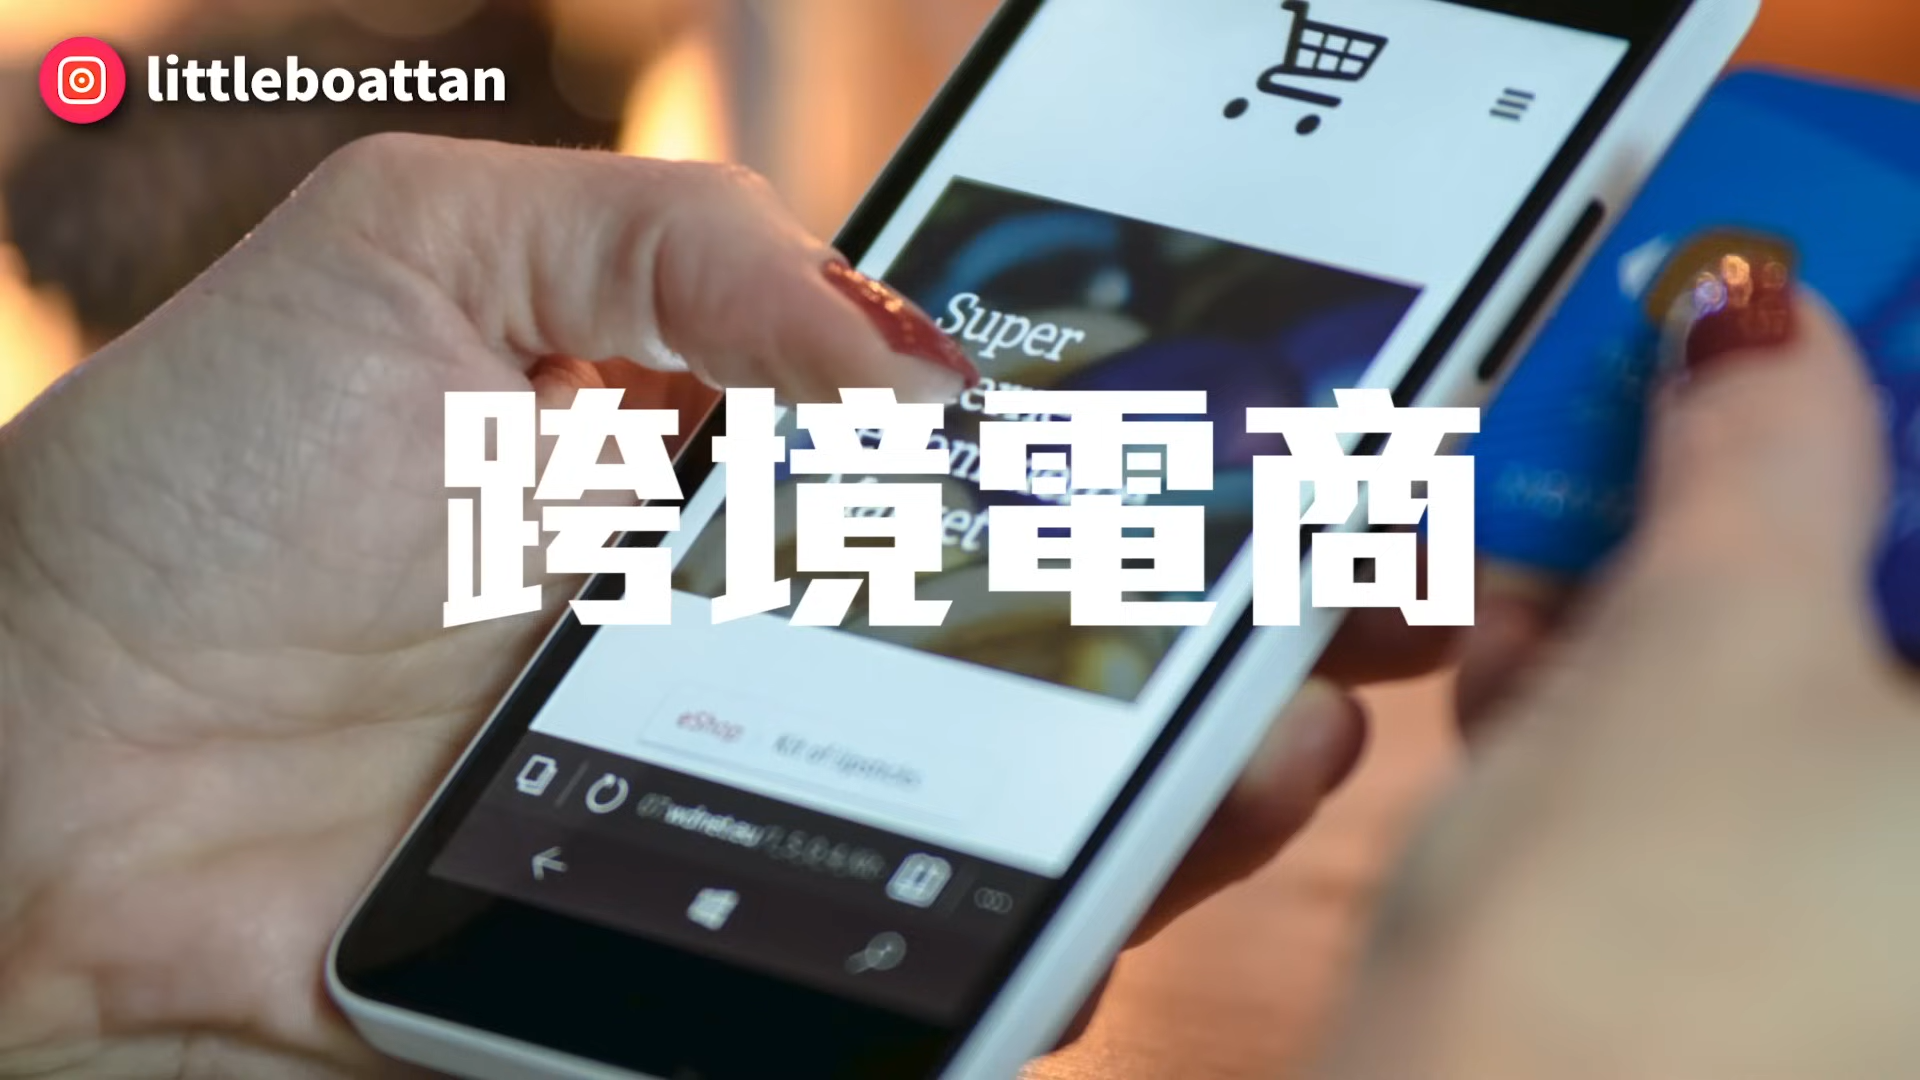 littleboattan
Super
跨境電商
eShop